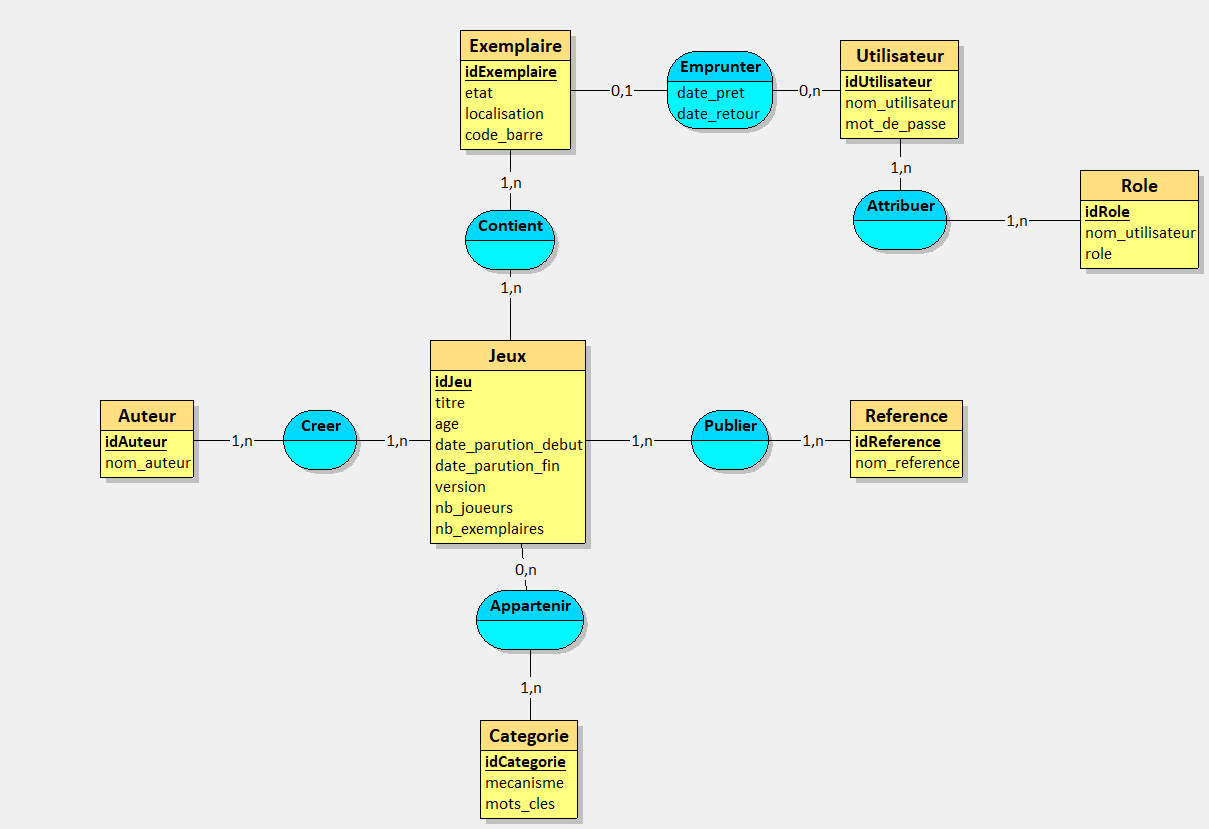 Exemplaire
idExemplaire
etat
localisation
code_barre
0,1
Emprunter
date_pret
date_retour
0,n
Utilisateur
idUtilisateur
nom_utilisateur
mot_de_passe
1,n
Attribuer
1,n
Role
idRole
nom_utilisateur
role
1,n
Contient
1,n
Jeux
idJeu
titre
age
date_parution_debut
date_parution_fin
version
nb_joueurs
nb_exemplaires
Auteur
idAuteur
nom_auteur
1,n
Creer
1,n
1,n
Publier
1,n
Reference
idReference
nom_reference
0,n
Appartenir
1,n
Categorie
idCategorie
mecanisme
mots_cles